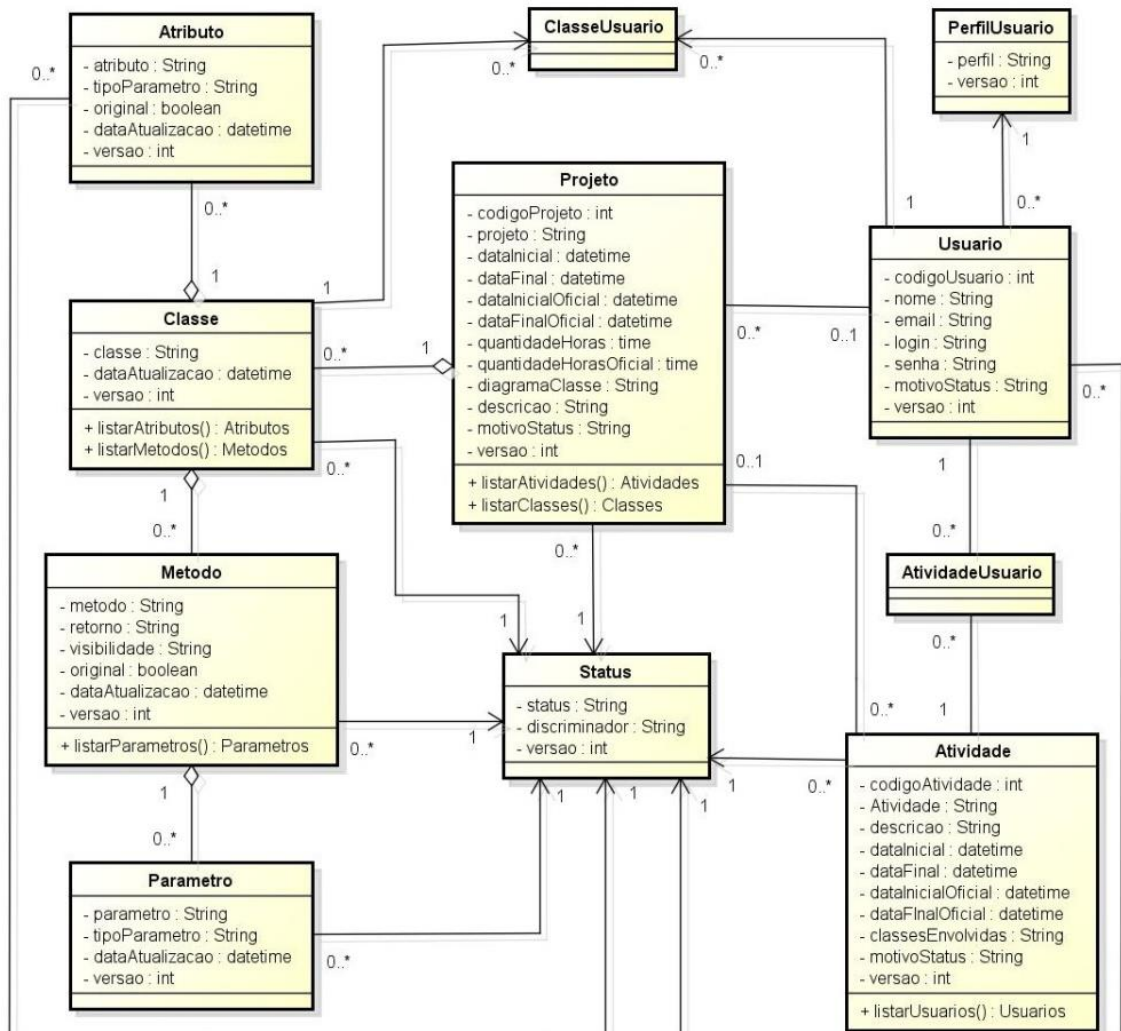 Atributo
- atributo : String
- tipoParametro : String
- original : boolean
- dataAtualizacao : datetime
- versao : int
0..*
0..*
1
ClasseUsuario
0..*
0..*
PerfilUsuario
- perfil : String
- versao : int
1
0..*
1
Projeto
- codigoProjeto : int
- projeto : String
- dataInicial : datetime
- dataFinal : datetime
- dataInicialOficial : datetime
- dataFinalOficial : datetime
- quantidadeHoras : time
- quantidadeHorasOficial : time
- diagramaClasse : String
- descricao : String
- motivoStatus : String
- versao : int
+ listarAtividades() : Atividades
+ listarClasses() : Classes
0..*
0..1
0..1
0..*
Usuario
- codigoUsuario : int
- nome : String
- email : String
- login : String
- senha : String
- motivoStatus : String
- versao : int
0..*
1
0..*
Classe
- classe : String
- dataAtualizacao : datetime
- versao : int
+ listarAtributos() : Atributos
+ listarMetodos() : Metodos
1
0..*
1
0..*
1
0..*
Metodo
- metodo : String
- retorno : String
- visibilidade : String
- original : boolean
- dataAtualizacao : datetime
- versao : int
+ listarParametros() : Parametros
0..*
1
1
0..*
AtividadeUsuario
0..*
1
Status
- status : String
- discriminador : String
- versao : int
1
1
1
1
1
1
0..*
0..*
Atividade
- codigoAtividade : int
- Atividade : String
- descricao : String
- dataInicial : datetime
- dataFinal : datetime
- dataInicialOficial : datetime
- dataFInalOficial : datetime
- classesEnvolvidas : String
- motivoStatus : String
- versao : int
+ listarUsuarios() : Usuarios
Parametro
- parametro : String
- tipoParametro : String
- dataAtualizacao : datetime
- versao : int
0..*